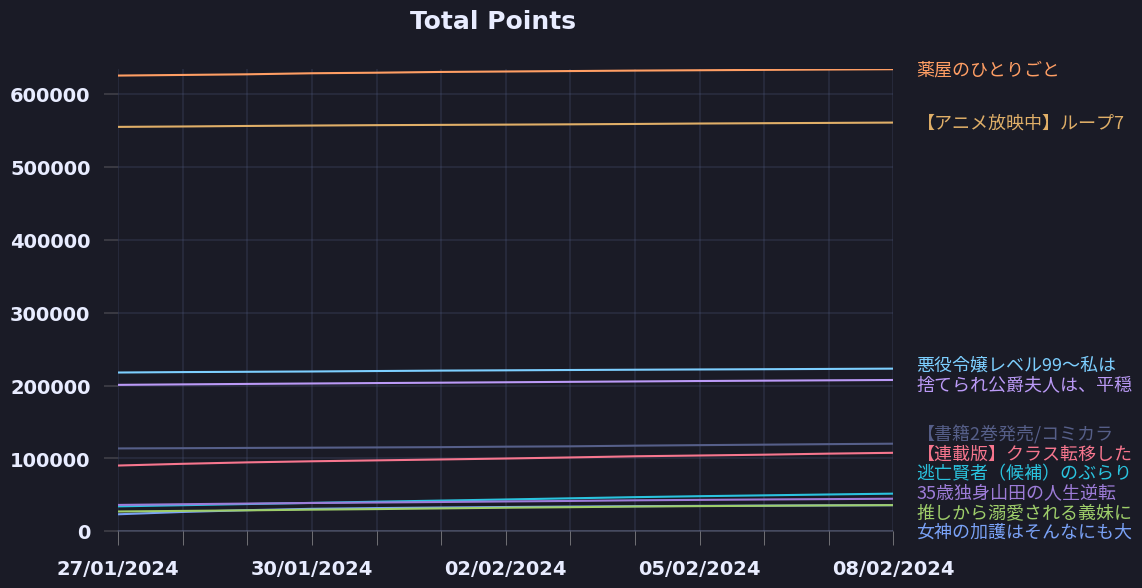 Total Points
600000
500000
400000
300000
200000
100000
0
27/01/2024
30/01/2024
02/02/2024
05/02/2024
08/02/2024
薬屋のひとりごと
【アニメ放映中】ループ7
悪役令嬢レベル99～私は
捨てられ公爵夫人は、平穏
【書籍2巻発売/コミカラ
【連載版】クラス転移した
逃亡賢者（候補）のぶらり
35歳独身山田の人生逆転
推しから溺愛される義妹に
女神の加護はそんなにも大